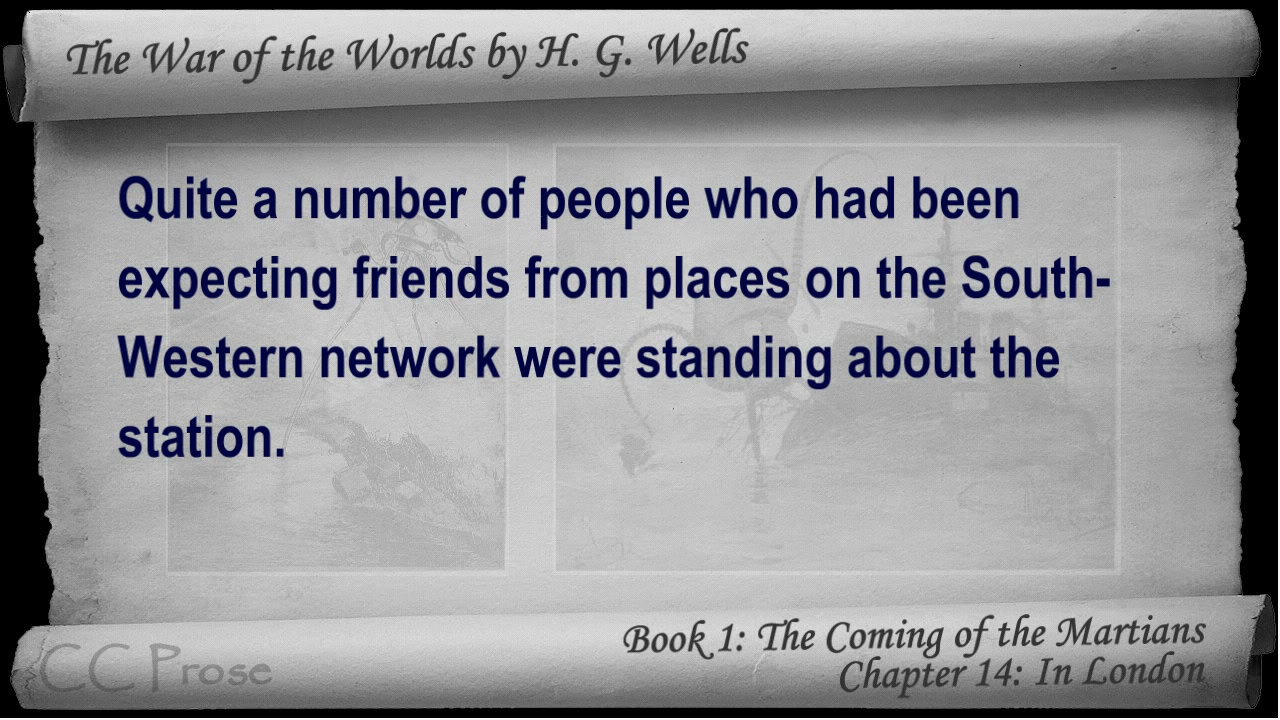 The War of the Worlds by H. G. Wells
Quite a number of people who had been
expecting friends from places on the South-
Western network were standing about the
station.
Book 1: The Coming of the Martians
Chapter 14: In London
CC Prose